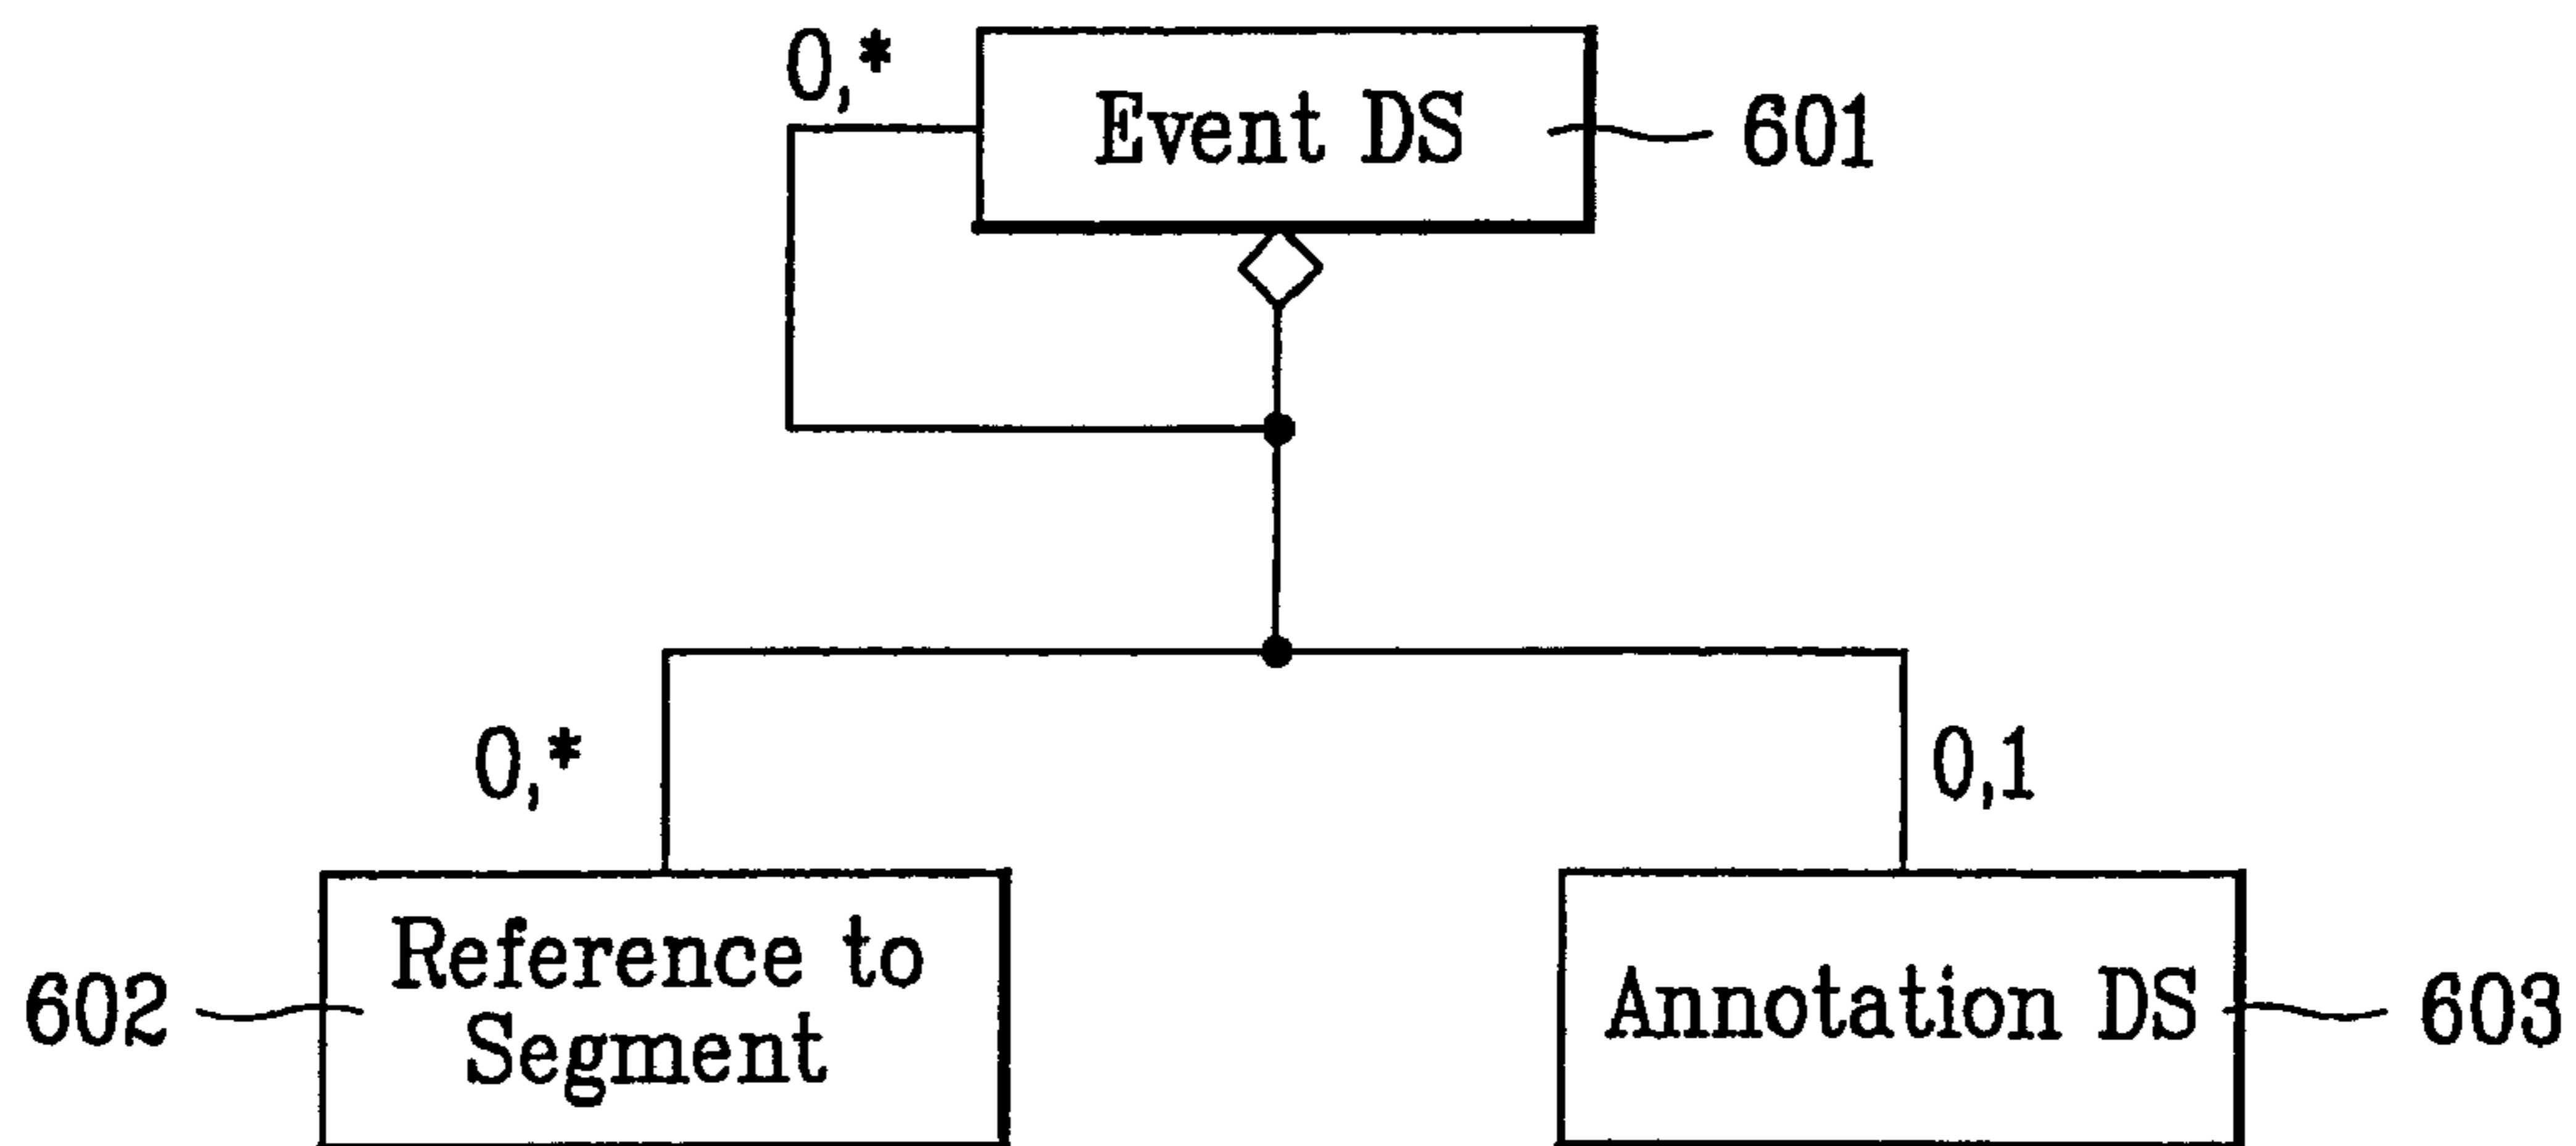 0,*
Event DS
601
0,*
0,1
Reference to
Segment
602
Annotation DS
603